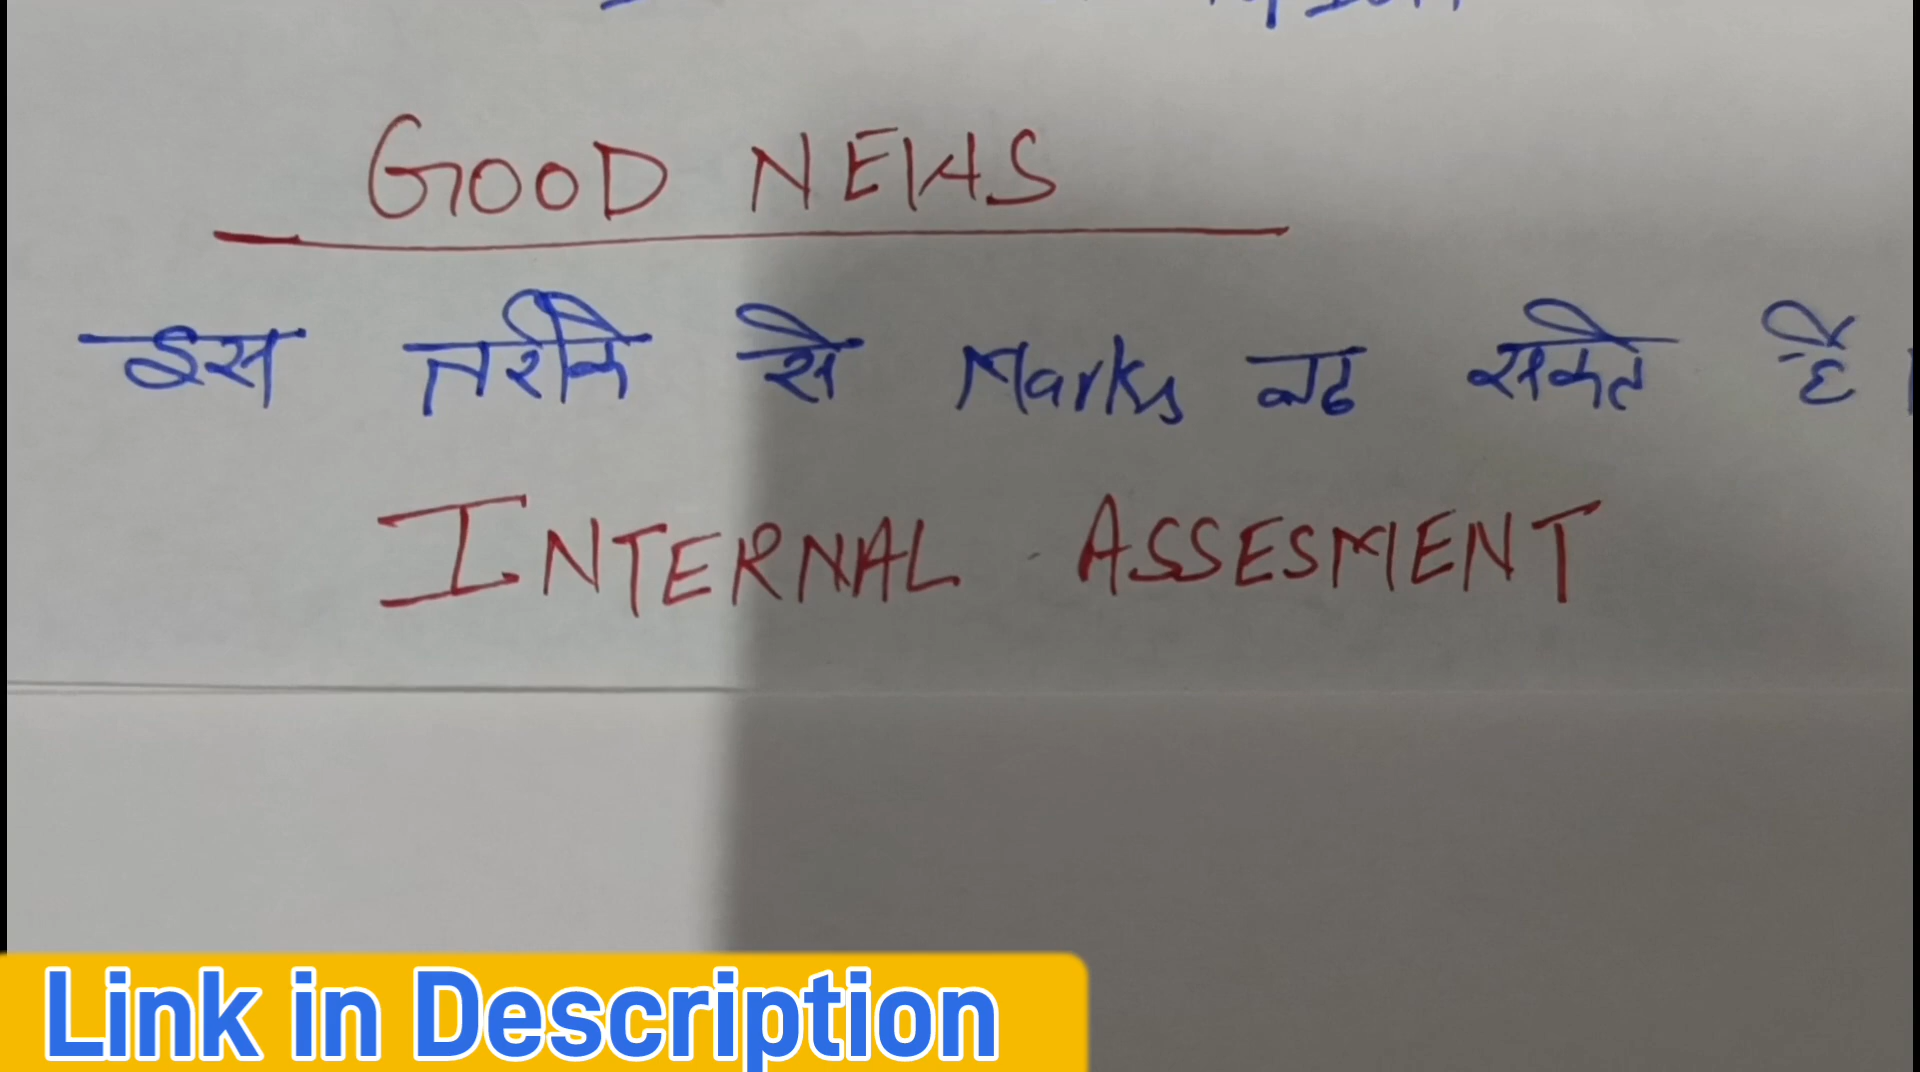 GOOD NEWS
इस तरीके से Marks बढ सकते है।
INTERNAL ASSESMENT
Link in Description